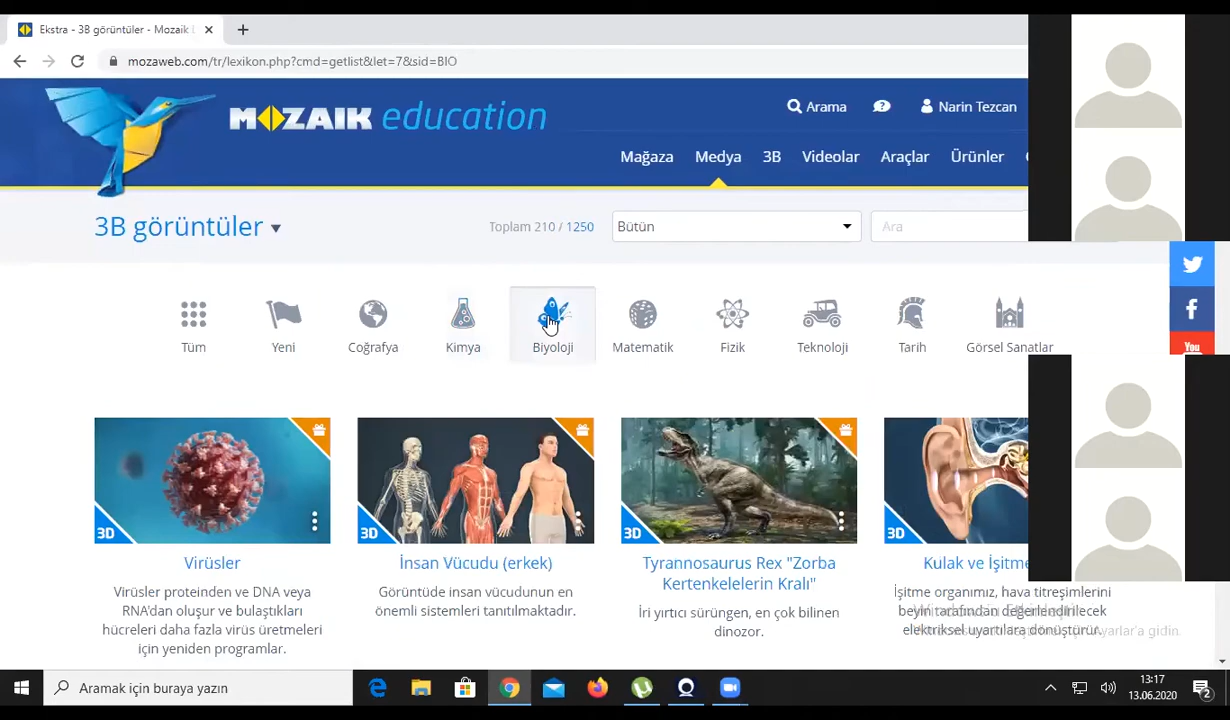 Ekstra - 3B görüntüler - Mozaik
mozaweb.com/tr/lexikon.php?cmd=getlist&let=7&sid=BIO
MOZAIK education
Arama
Narin Tezcan
Mağaza Medya 3B Videolar Araçlar Ürünler
3B görüntüler
Toplam 210 / 1250
Bütün
Ara
Tüm Yeni Coğrafya Kimya Biyoloji Matematik Fizik Teknoloji Tarih Görsel Sanatlar
You
3D 3D 3D 3D
Virüsler
Virüsler proteinden ve DNA veya
RNA'dan oluşur ve bulaştıkları
hücreleri daha fazla virüs üretmeleri
için yeniden programlar.
İnsan Vücudu (erkek)
Görüntüde insan vücudunun en
önemli sistemleri tanıtılmaktadır.
Tyrannosaurus Rex "Zorba
Kertenkelelerin Kralı"
İri yırtıcı sürüngen, en çok bilinen
dinozor.
Kulak ve İşitme
İşitme organımız, hava titreşimlerini
beyin tarafından değerlendirilecek
elektriksel uyarılara dönüştürür.
Aramak için buraya yazın
13:17
13.06.2020
2